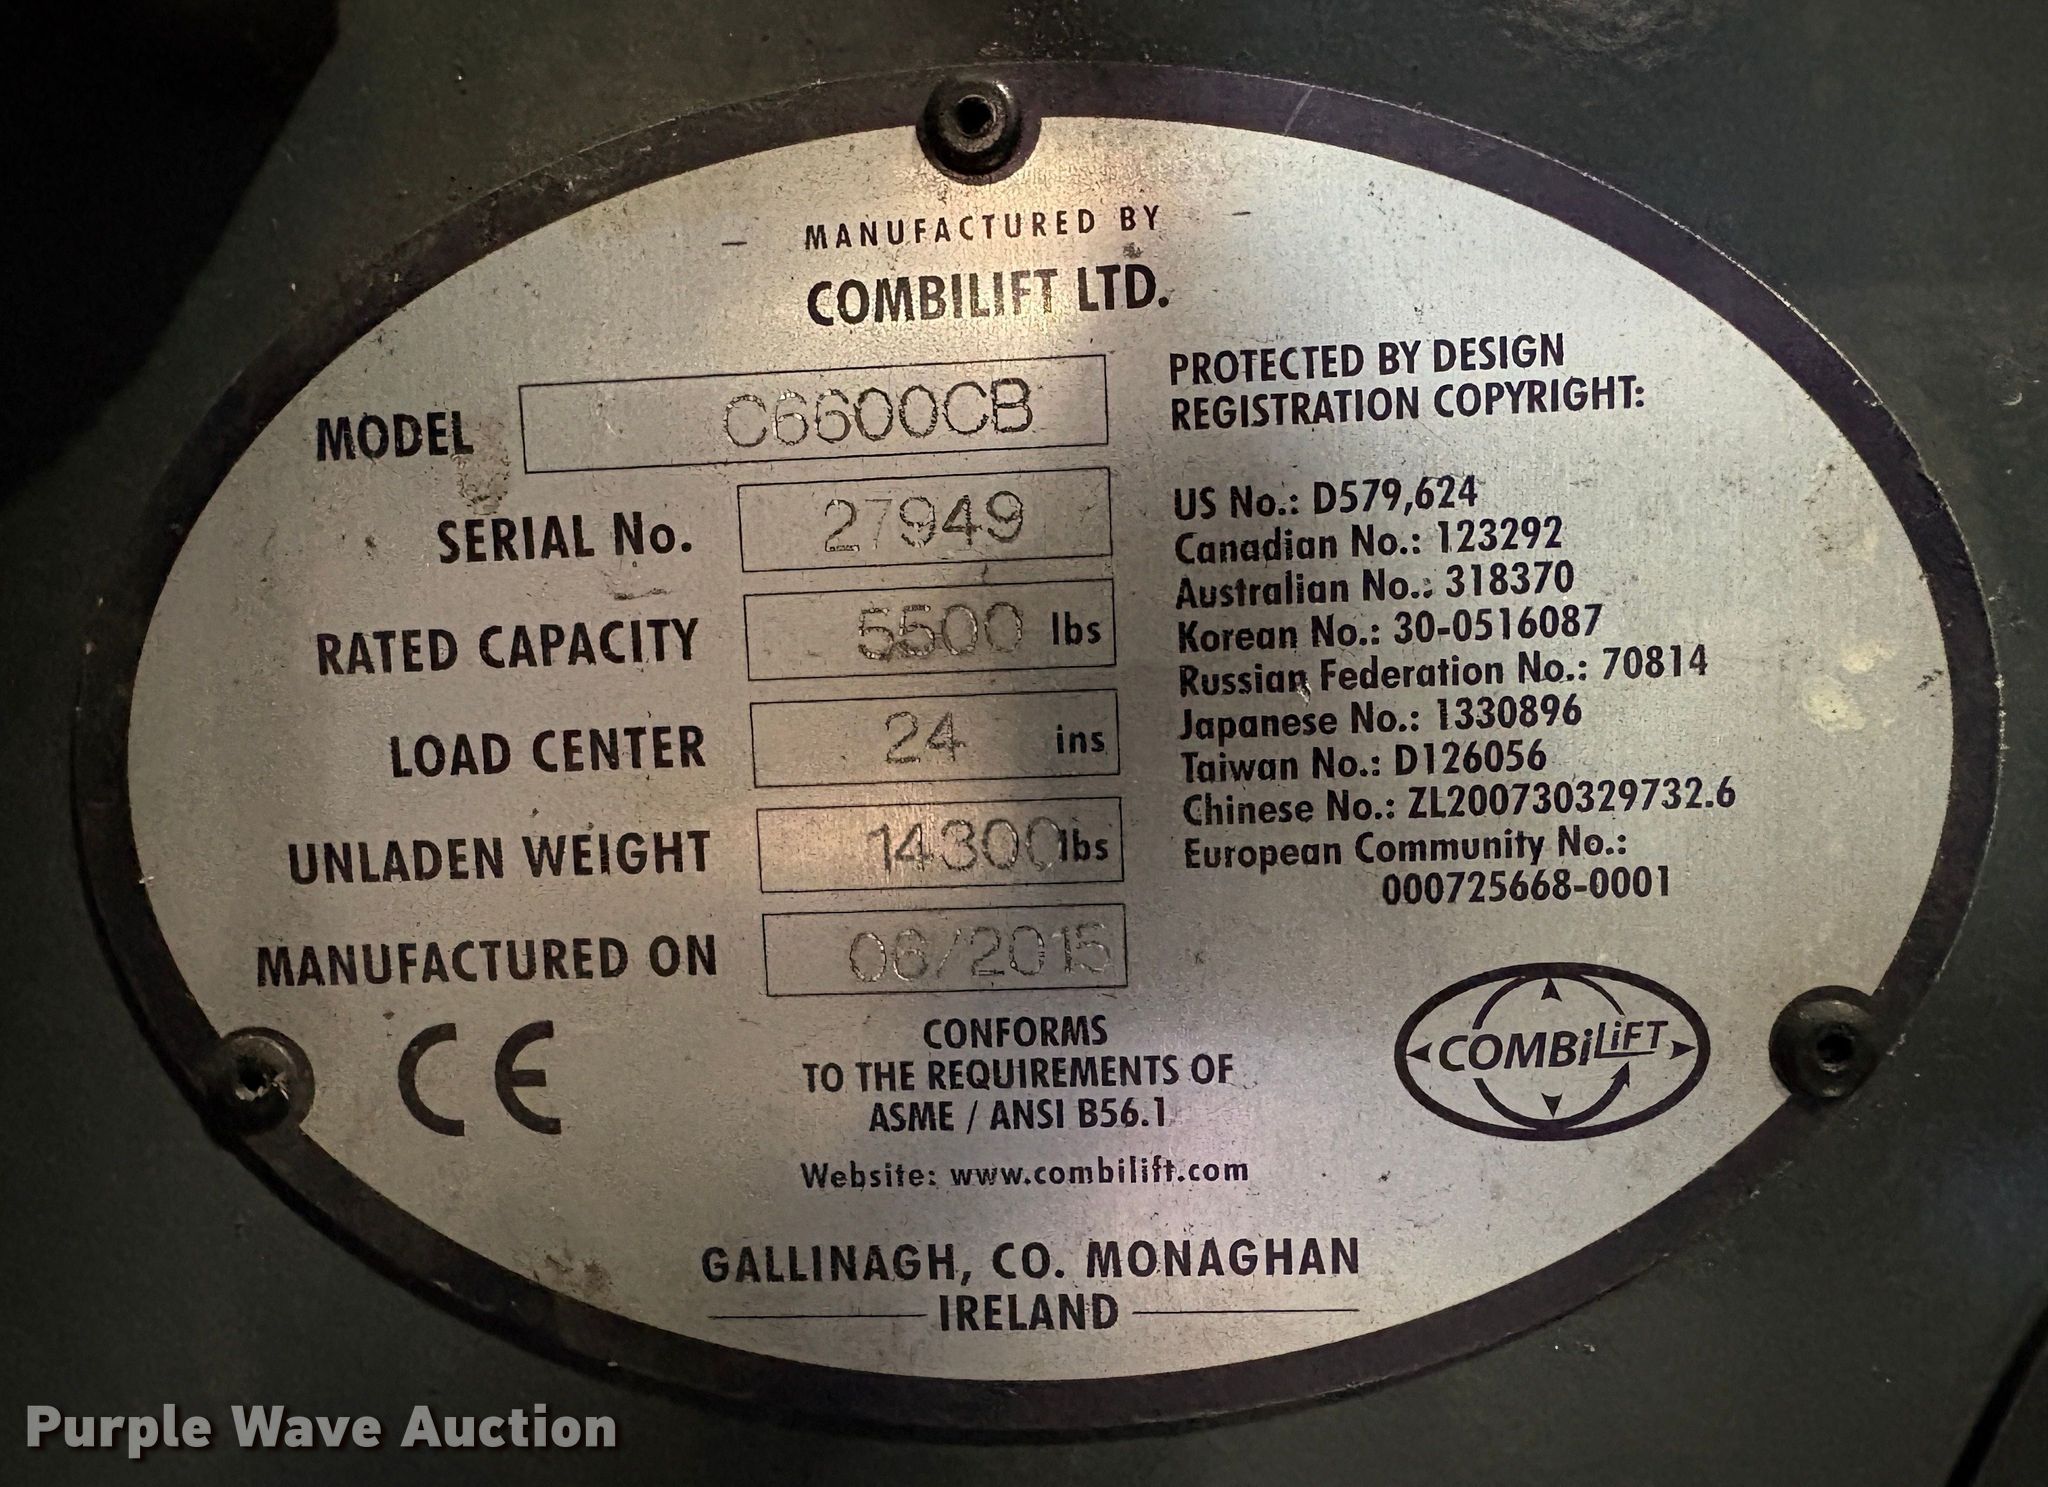 MANUFACTURED BY
COMBILIFT LTD.
MODEL C6600CB
SERIAL No. 27949
RATED CAPACITY 5500 lbs
LOAD CENTER 24 ins
UNLADEN WEIGHT 14300 lbs
MANUFACTURED ON 06/2015
PROTECTED BY DESIGN
REGISTRATION COPYRIGHT:
US No.: D579,624
Canadian No.: 123292
Australian No.: 318370
Korean No.: 30-0516087
Russian Federation No.: 70814
Japanese No.: 1330896
Taiwan No.: D126056
Chinese No.: ZL200730329732.6
European Community No.:
000725668-0001
CE
CONFORMS
TO THE REQUIREMENTS OF
ASME / ANSI B56.1
Website: www.combilift.com
COMBiLiFT
GALLINAGH, CO. MONAGHAN
IRELAND
Purple Wave Auction